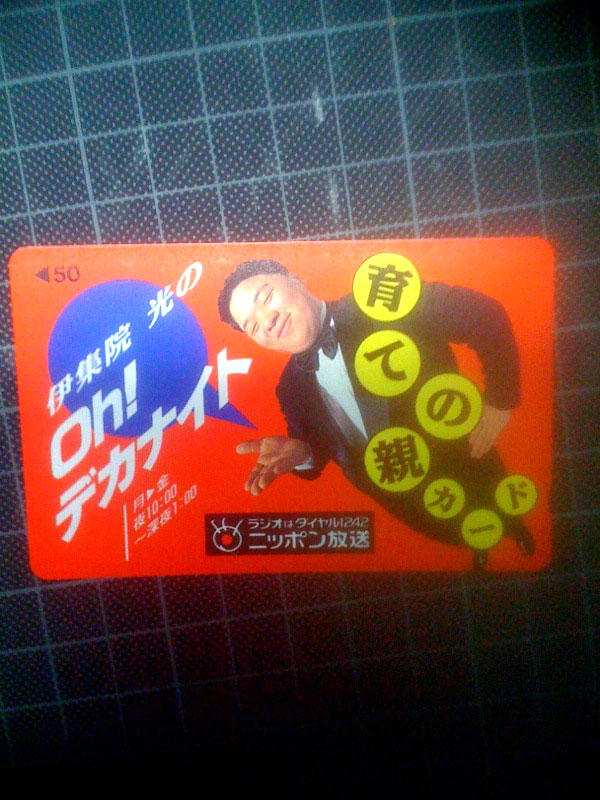 ◀50
伊集院 光の
Oh!
デカナイト
月▶金
夜10:00
〜深夜1:00
育ての親カード
ラジオはダイヤル1242
ニッポン放送